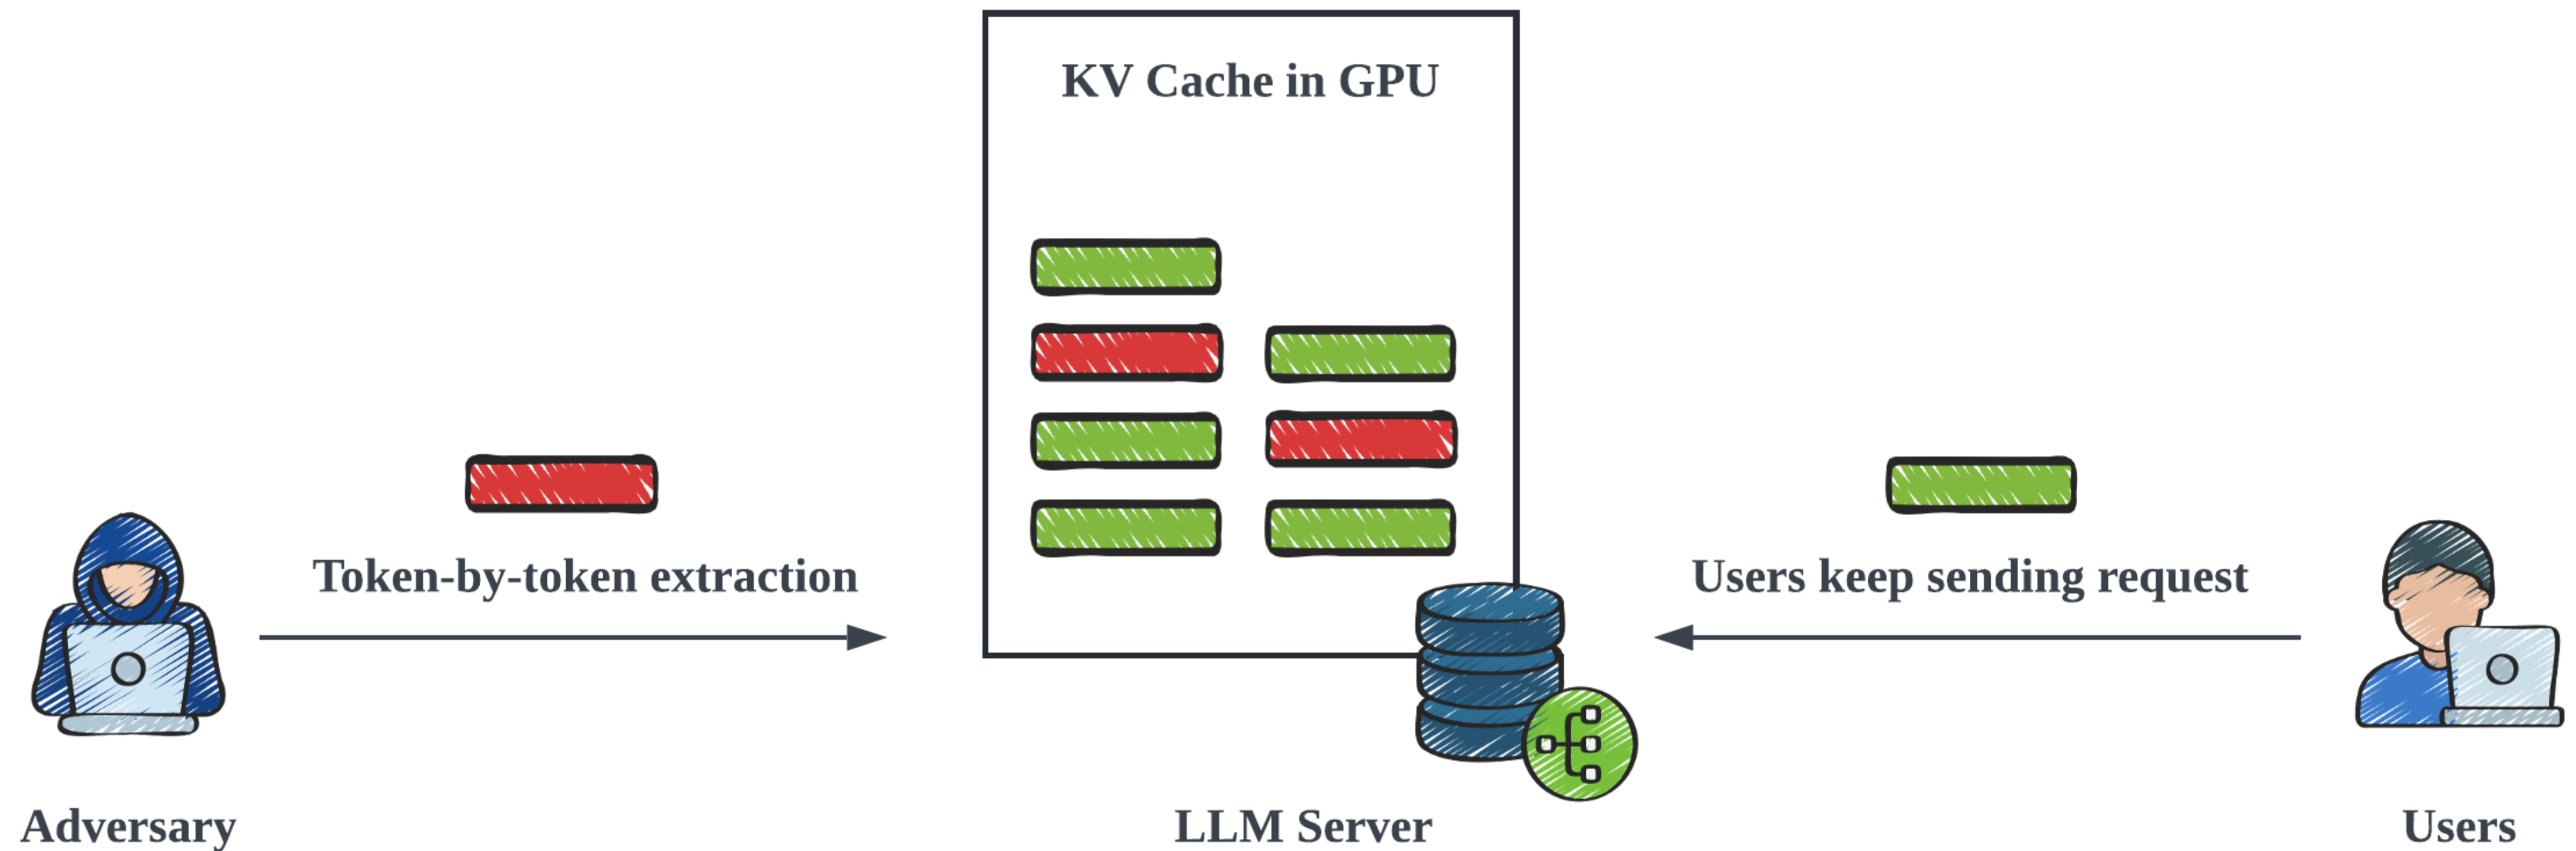 KV Cache in GPU
Token-by-token extraction
Users keep sending request
Adversary
LLM Server
Users